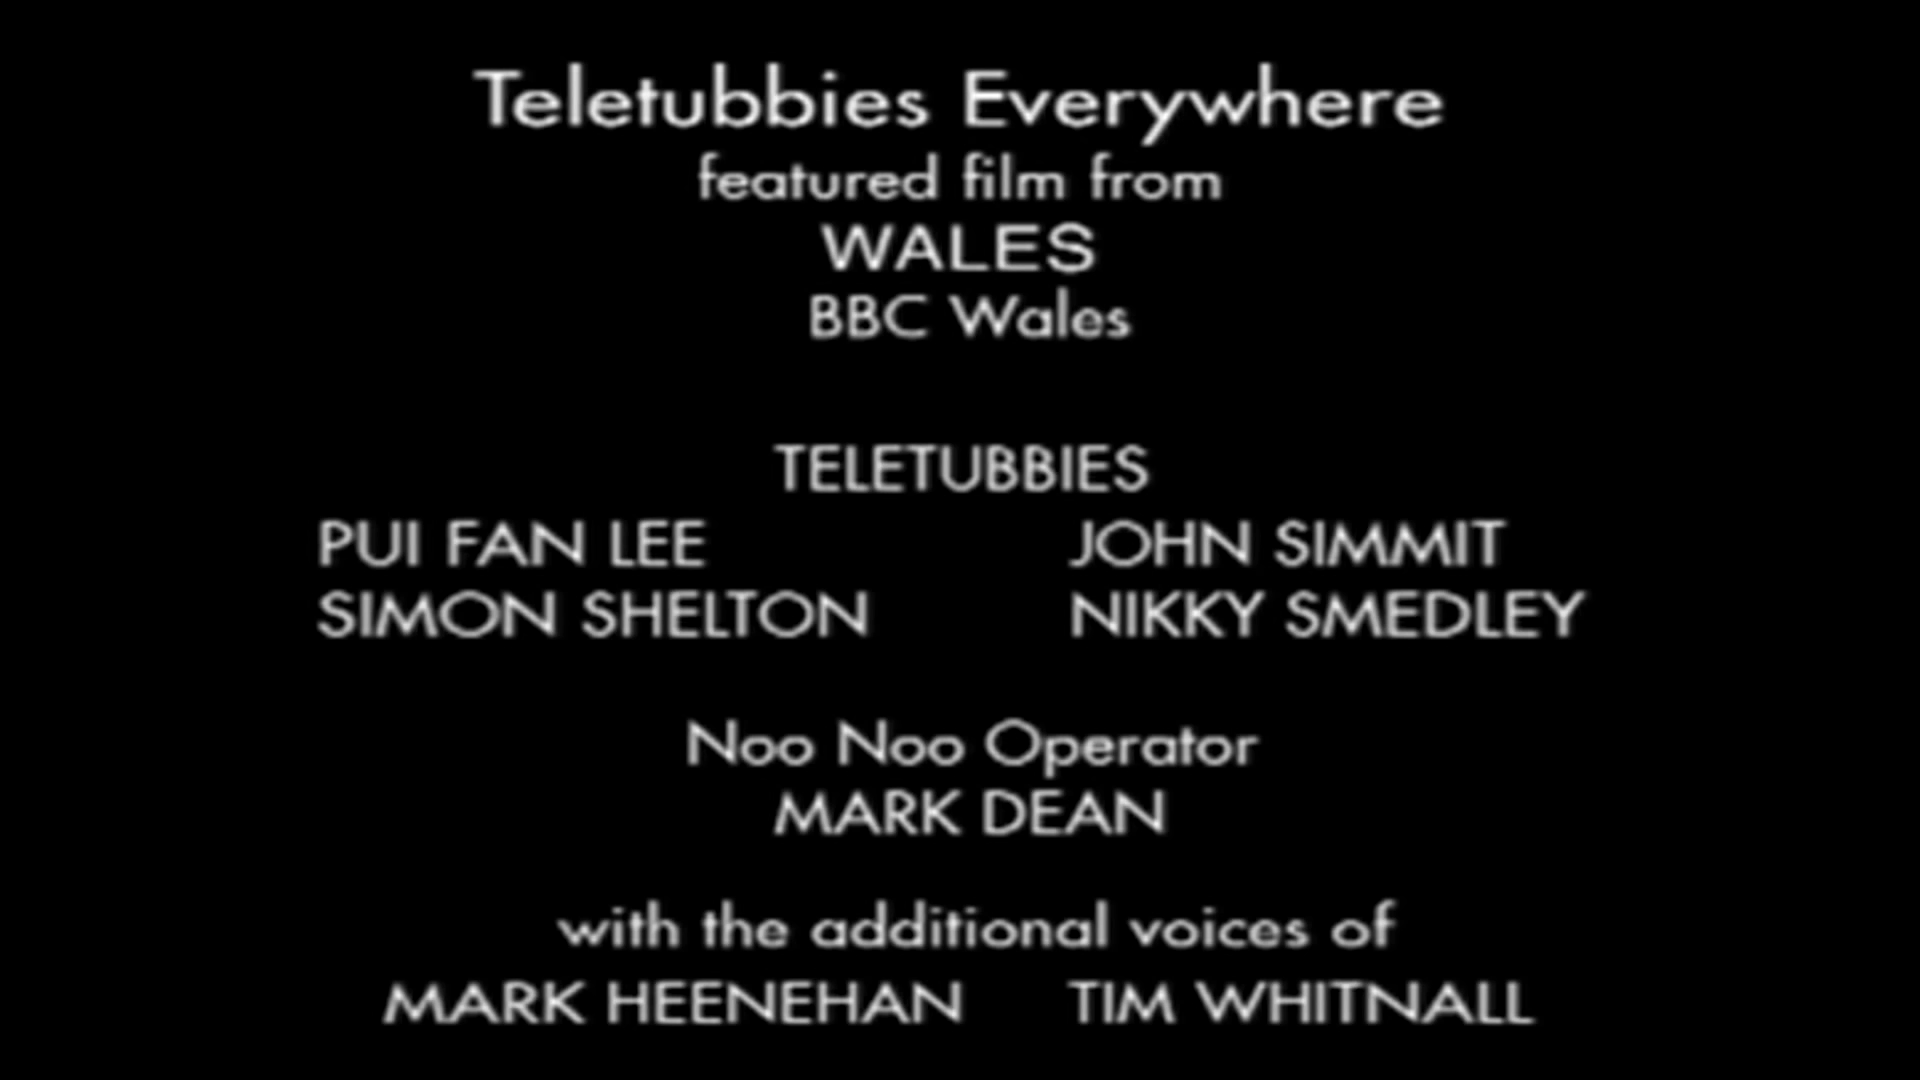 Teletubbies Everywhere
featured film from
WALES
BBC Wales
TELETUBBIES
PUI FAN LEE JOHN SIMMIT
SIMON SHELTON NIKKY SMEDLEY
Noo Noo Operator
MARK DEAN
with the additional voices of
MARK HEENEHAN TIM WHITNALL